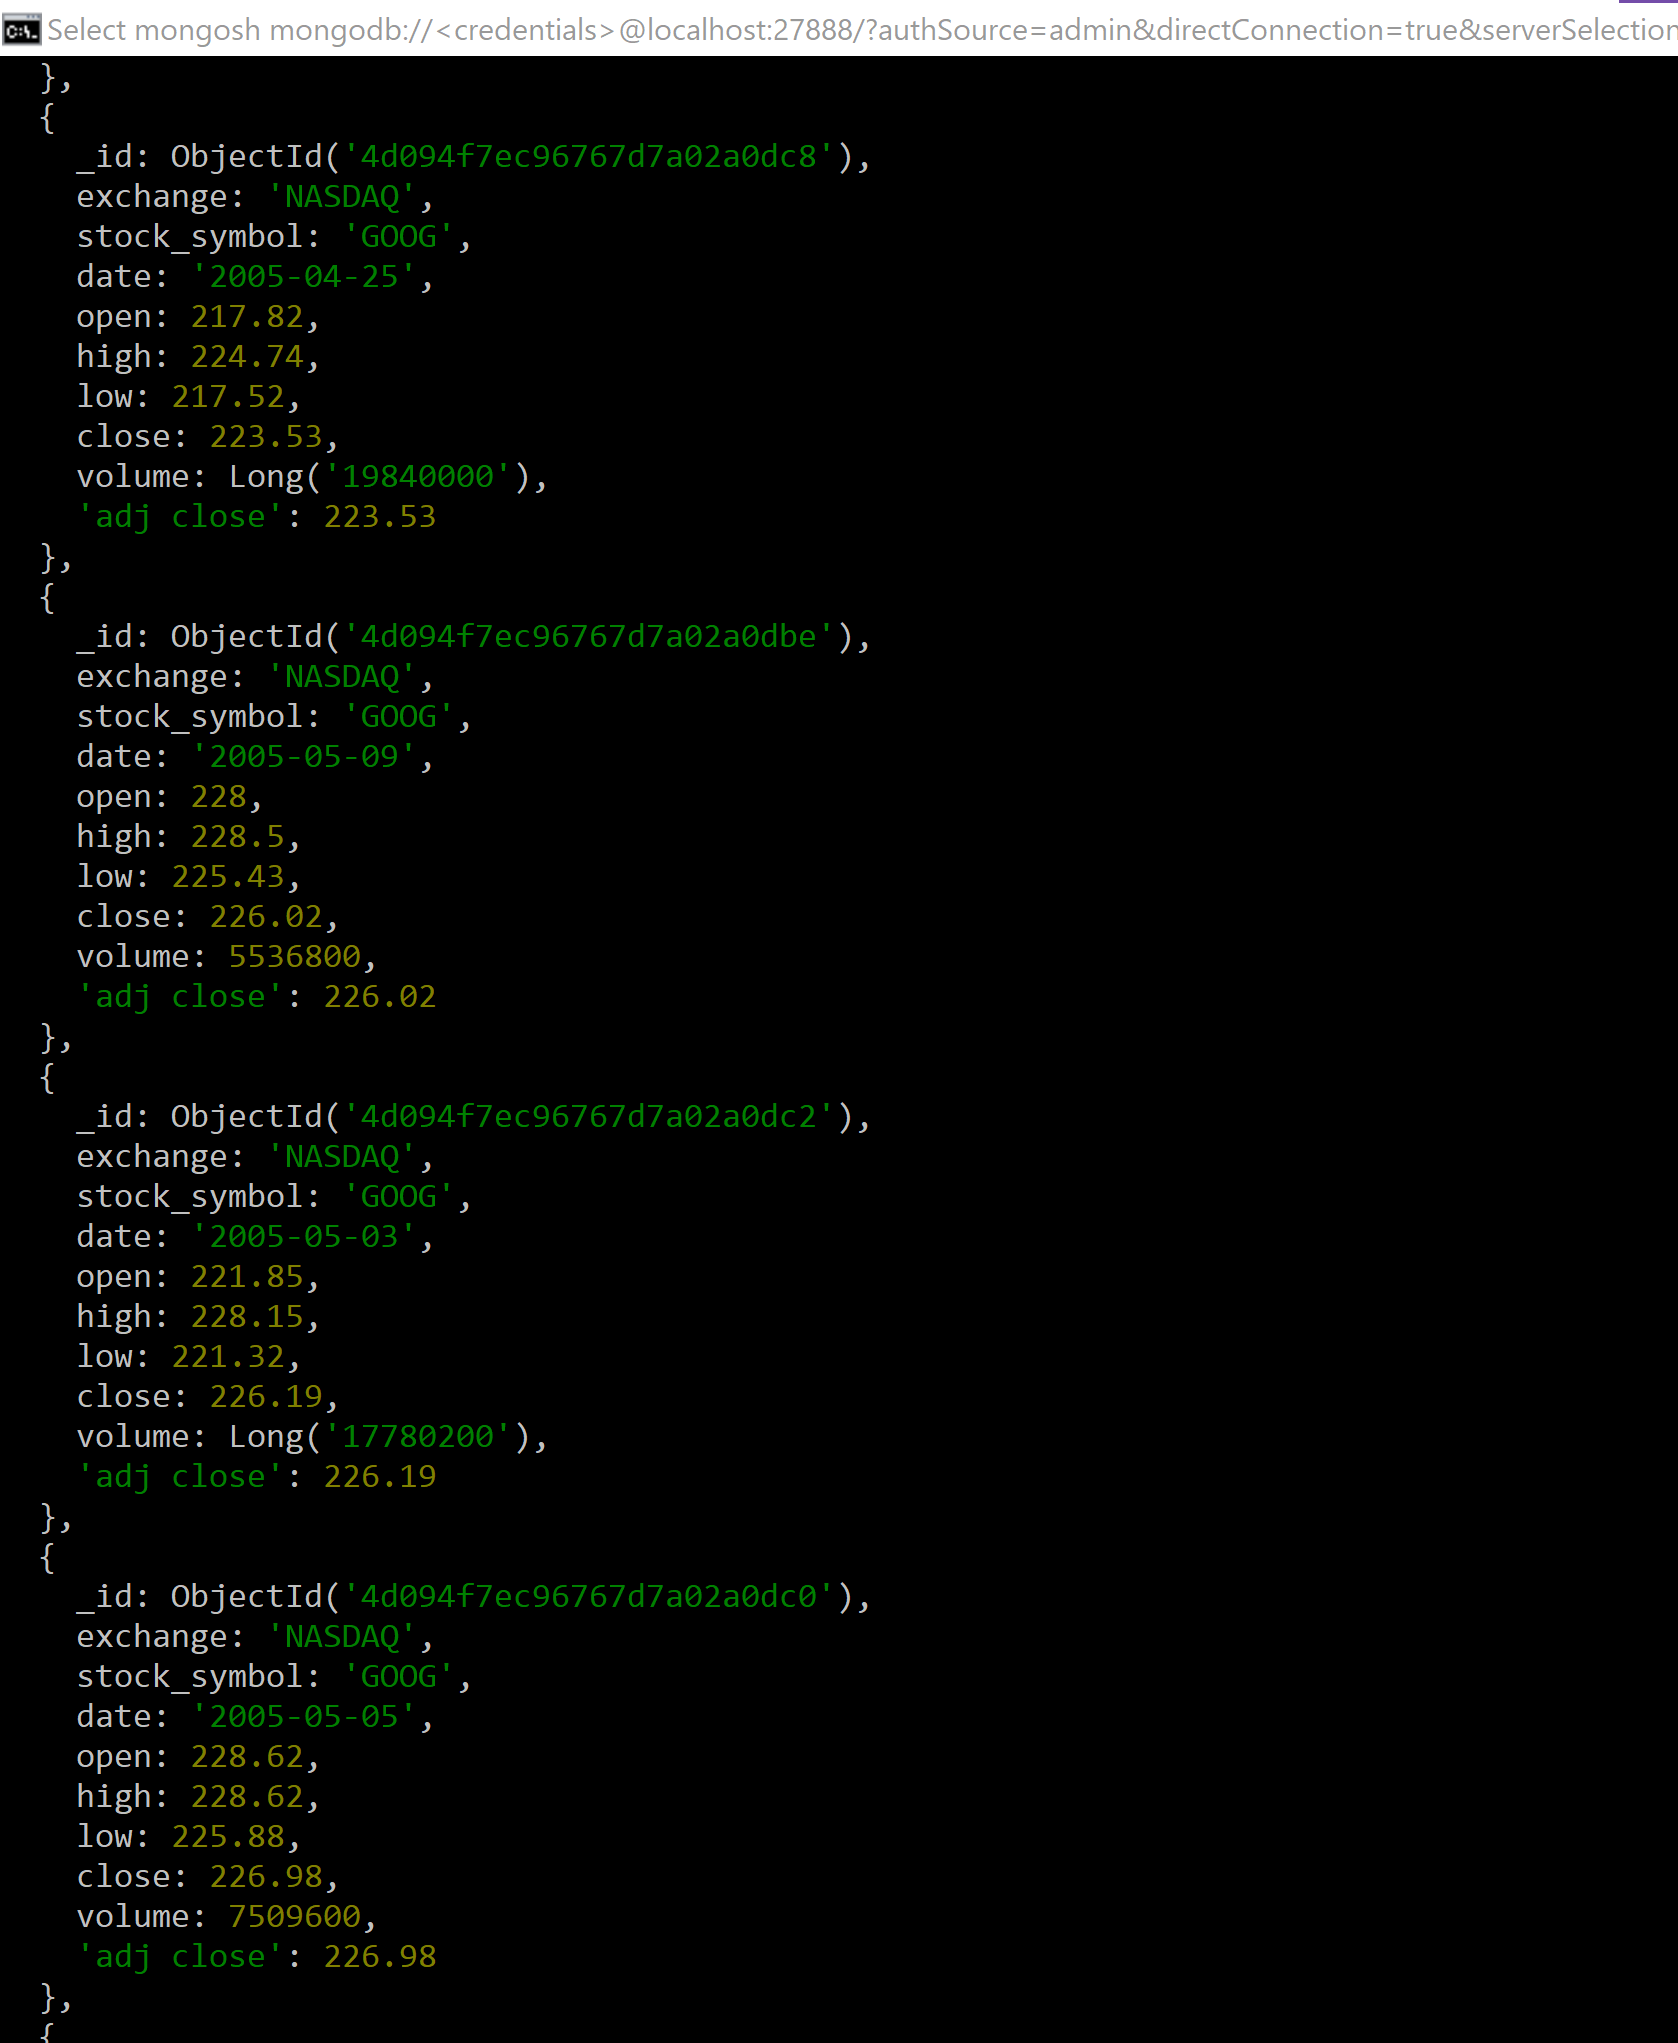 Select mongosh mongodb://<credentials>@localhost:27888/?authSource=admin&directConnection=true&serverSelection
},
{
_id: ObjectId('4d094f7ec96767d7a02a0dc8'),
exchange: 'NASDAQ',
stock_symbol: 'GOOG',
date: '2005-04-25',
open: 217.82,
high: 224.74,
low: 217.52,
close: 223.53,
volume: Long('19840000'),
'adj close': 223.53
},
{
_id: ObjectId('4d094f7ec96767d7a02a0dbe'),
exchange: 'NASDAQ',
stock_symbol: 'GOOG',
date: '2005-05-09',
open: 228,
high: 228.5,
low: 225.43,
close: 226.02,
volume: 5536800,
'adj close': 226.02
},
{
_id: ObjectId('4d094f7ec96767d7a02a0dc2'),
exchange: 'NASDAQ',
stock_symbol: 'GOOG',
date: '2005-05-03',
open: 221.85,
high: 228.15,
low: 221.32,
close: 226.19,
volume: Long('17780200'),
'adj close': 226.19
},
{
_id: ObjectId('4d094f7ec96767d7a02a0dc0'),
exchange: 'NASDAQ',
stock_symbol: 'GOOG',
date: '2005-05-05',
open: 228.62,
high: 228.62,
low: 225.88,
close: 226.98,
volume: 7509600,
'adj close': 226.98
},
{